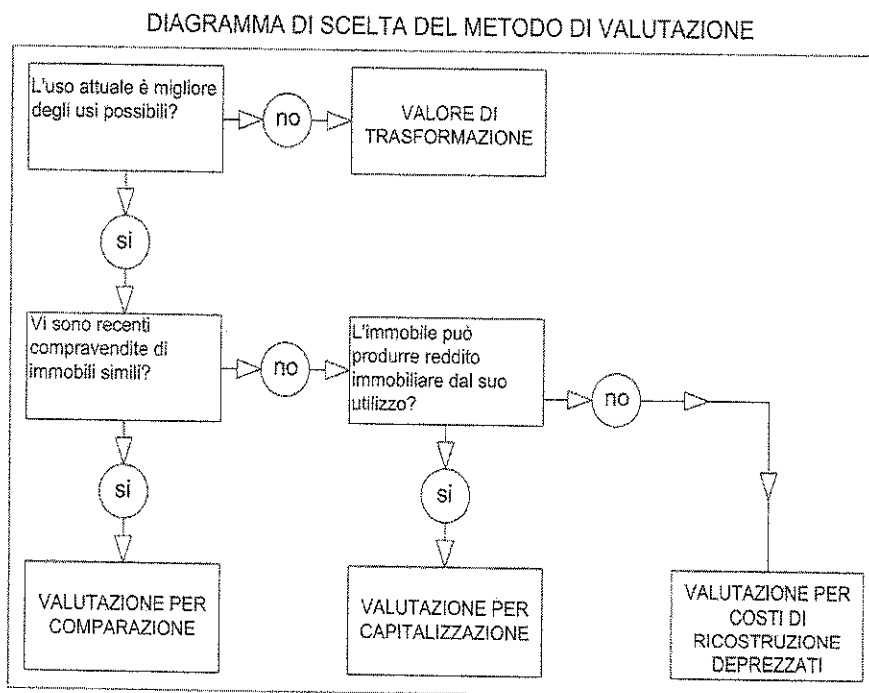 DIAGRAMMA DI SCELTA DEL METODO DI VALUTAZIONE
L'uso attuale è migliore
degli usi possibili?
no
VALORE DI
TRASFORMAZIONE
si
Vi sono recenti
compravendite di
immobili simili?
no
L'immobile può
produrre reddito
immobiliare dal suo
utilizzo?
no
si
si
VALUTAZIONE PER
COMPARAZIONE
VALUTAZIONE PER
CAPITALIZZAZIONE
VALUTAZIONE PER
COSTI DI
RICOSTRUZIONE
DEPREZZATI